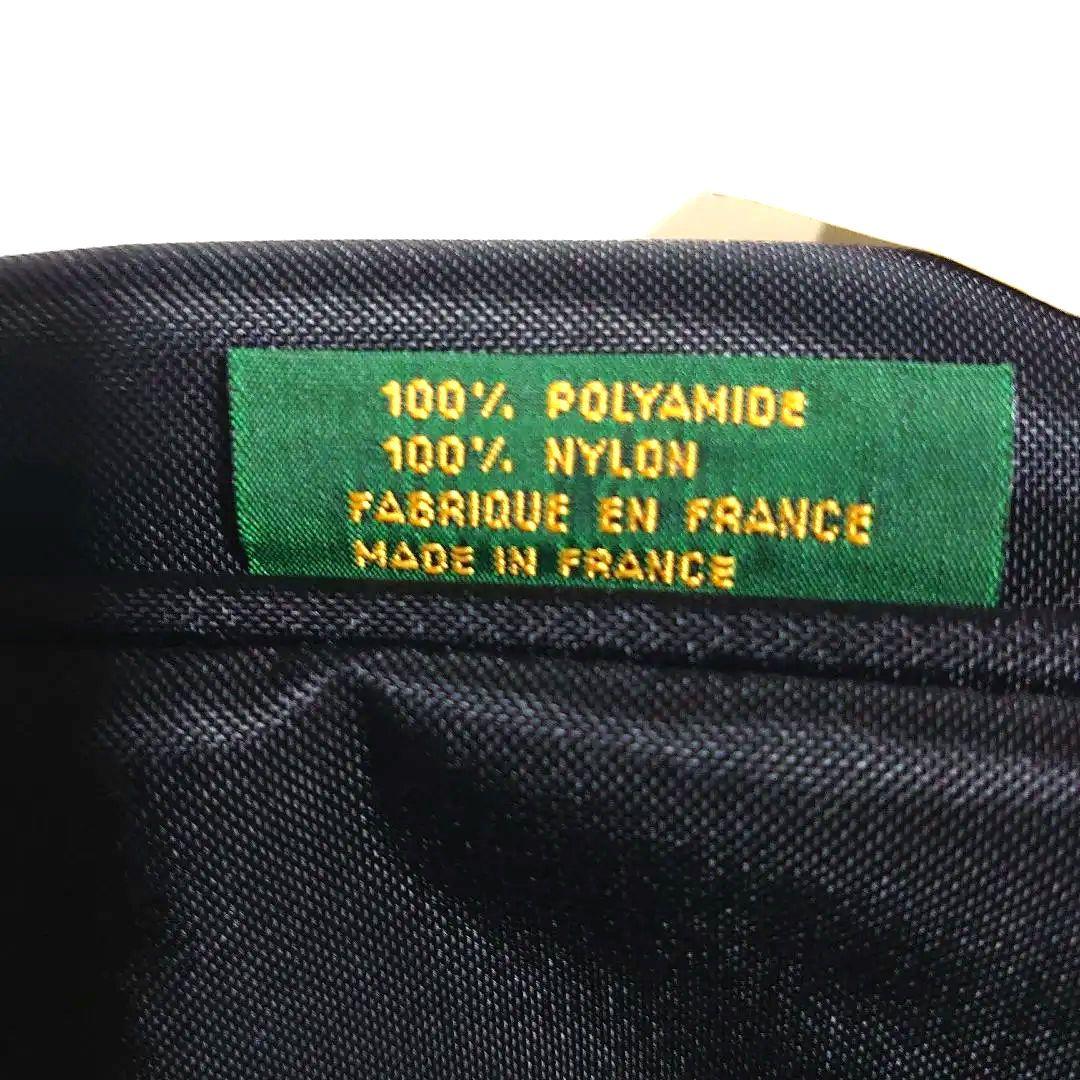 100% POLYAMIDE
100% NYLON
FABRIQUE EN FRANCE
MADE IN FRANCE